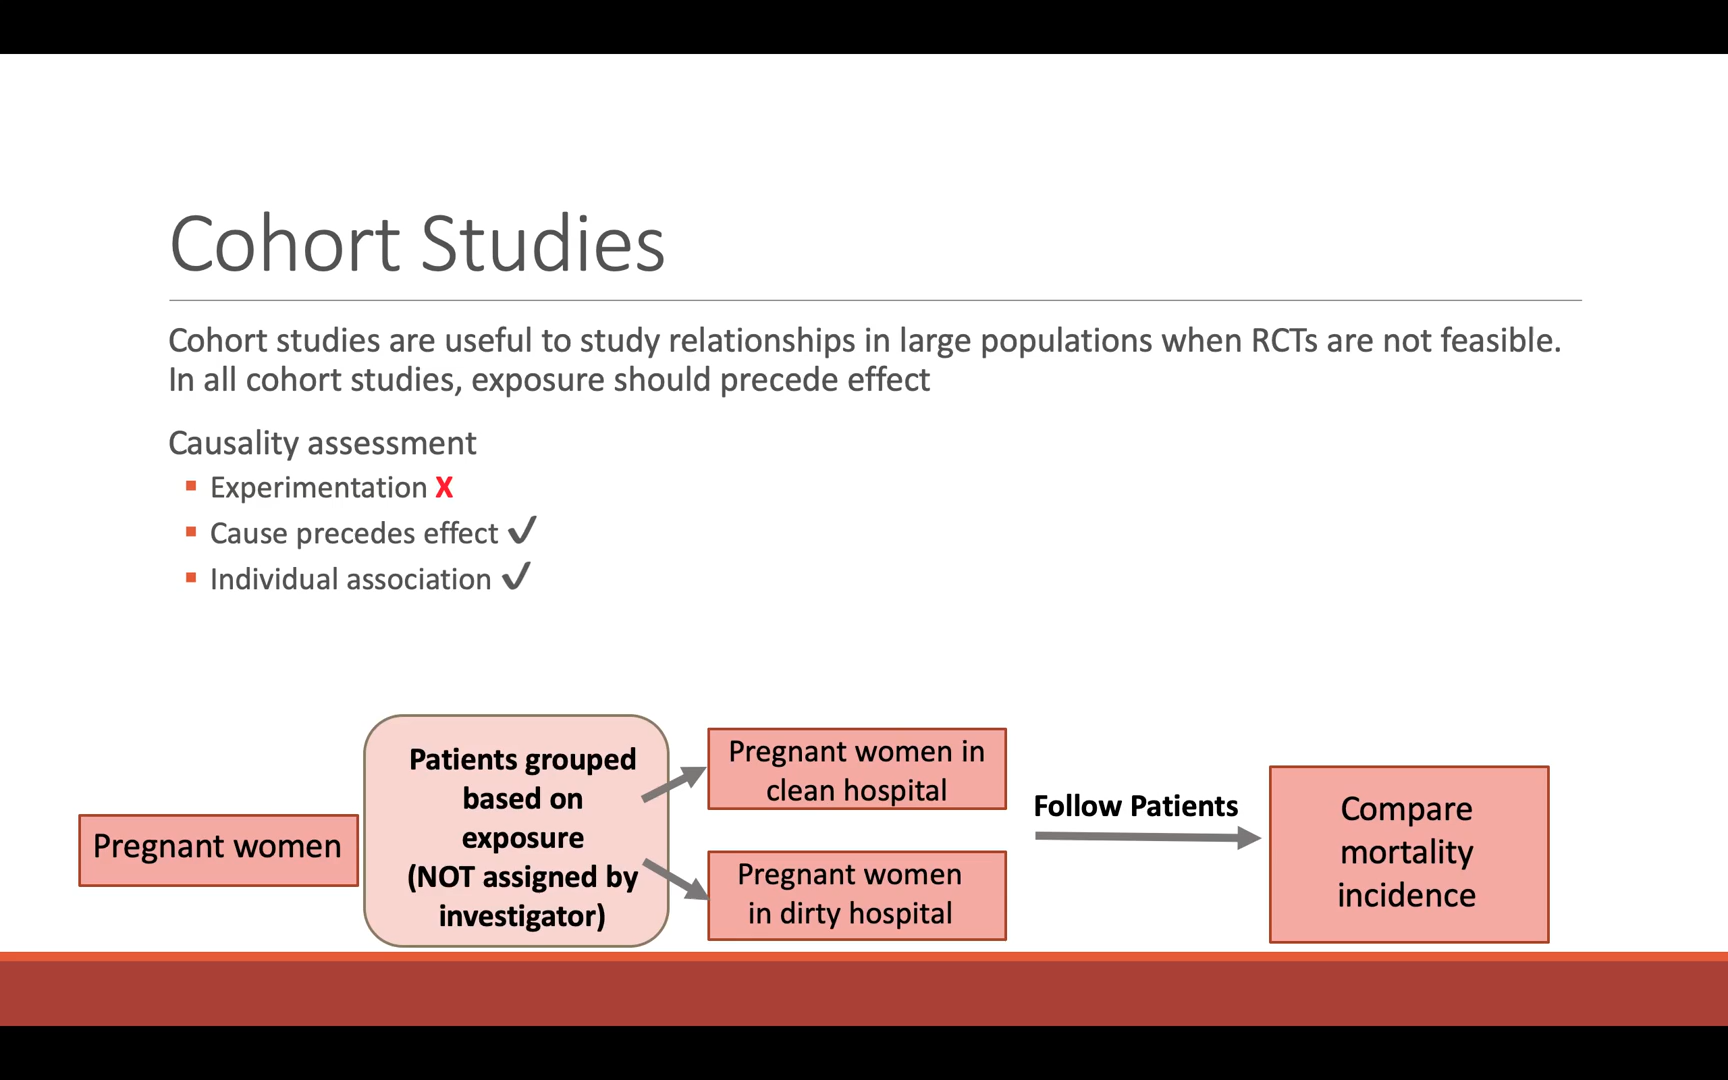 Cohort Studies
Cohort studies are useful to study relationships in large populations when RCTs are not feasible.
In all cohort studies, exposure should precede effect
Causality assessment
▪ Experimentation X
▪ Cause precedes effect ✓
▪ Individual association ✓
Pregnant women
Patients grouped
based on
exposure
(NOT assigned by
investigator)
Pregnant women in
clean hospital
Pregnant women
in dirty hospital
Follow Patients
Compare
mortality
incidence